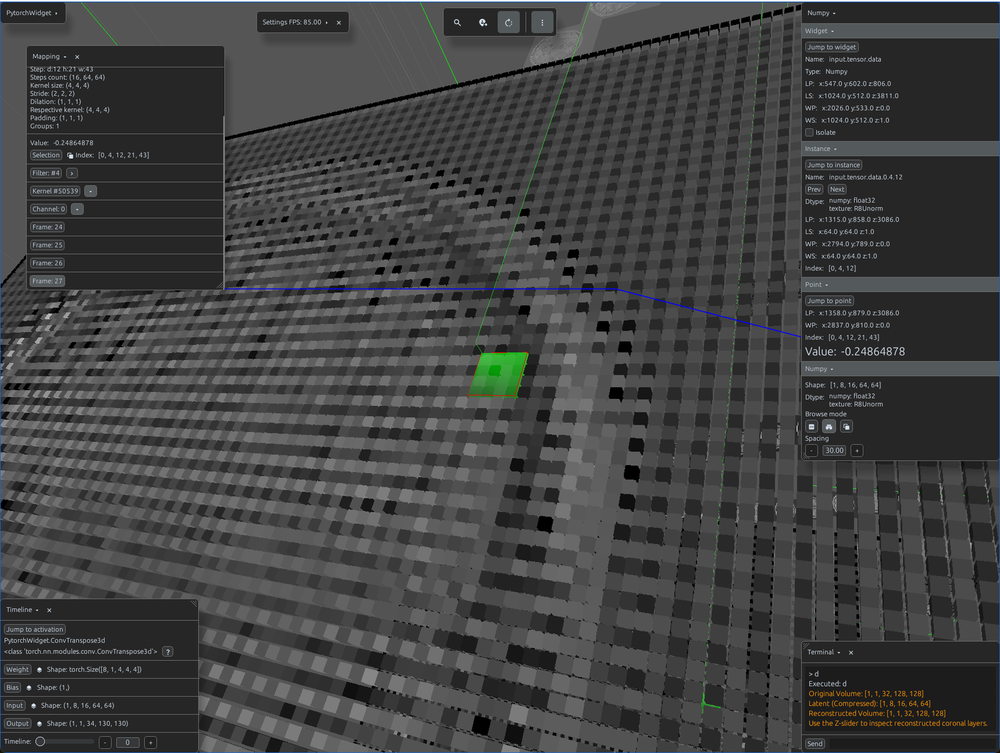 PytorchWidget
Settings FPS: 85.00
Mapping
Step: d:12 h:21 w:43
Steps count: (16, 64, 64)
Kernel size: (4, 4, 4)
Stride: (2, 2, 2)
Dilation: (1, 1, 1)
Respective kernel: (4, 4, 4)
Padding: (1, 1, 1)
Groups: 1
Value: -0.24864878
Selection Index: [0, 4, 12, 21, 43]
Filter: #4 >
Kernel #50539 -
Channel: 0 +
Frame: 24
Frame: 25
Frame: 26
Frame: 27
Timeline
Jump to activation
PytorchWidget.ConvTranspose3d
<class 'torch.nn.modules.conv.ConvTranspose3d'> ?
Weight Shape: torch.Size([8, 1, 4, 4, 4])
Bias Shape: (1,)
Input Shape: (1, 8, 16, 64, 64)
Output Shape: (1, 1, 34, 130, 130)
Timeline: - 0 +
Numpy
Widget
Jump to widget
Name: input.tensor.data
Type: Numpy
LP: x:547.0 y:602.0 z:806.0
LS: x:1024.0 y:512.0 z:3811.0
WP: x:2026.0 y:533.0 z:0.0
WS: x:1024.0 y:512.0 z:1.0
Isolate
Instance
Jump to instance
Name: input.tensor.data.0.4.12
Prev Next
Dtype: numpy: float32
texture: R8Unorm
LP: x:1315.0 y:858.0 z:3086.0
LS: x:64.0 y:64.0 z:1.0
WP: x:2794.0 y:789.0 z:0.0
WS: x:64.0 y:64.0 z:1.0
Index: [0, 4, 12]
Point
Jump to point
LP: x:1358.0 y:879.0 z:3086.0
WP: x:2837.0 y:810.0 z:0.0
Index: [0, 4, 12, 21, 43]
Value: -0.24864878
Numpy
Shape: [1, 8, 16, 64, 64]
Dtype: numpy: float32
texture: R8Unorm
Browse mode
Spacing
- 30.00 +
Terminal
> d
Executed: d
Original Volume: [1, 1, 32, 128, 128]
Latent (Compressed): [1, 8, 16, 64, 64]
Reconstructed Volume: [1, 1, 32, 128, 128]
Use the Z-slider to inspect reconstructed coronal layers.
Send